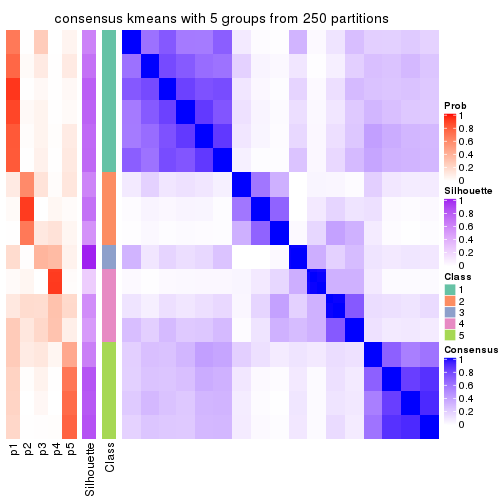 consensus kmeans with 5 groups from 250 partitions
Prob
1
0.8
0.6
0.4
0.2
0
Silhouette
1
0.8
0.6
0.4
0.2
0
Class
1
2
3
4
5
Consensus
1
0.8
0.6
0.4
0.2
0
p1
p2
p3
p4
p5
Silhouette
Class